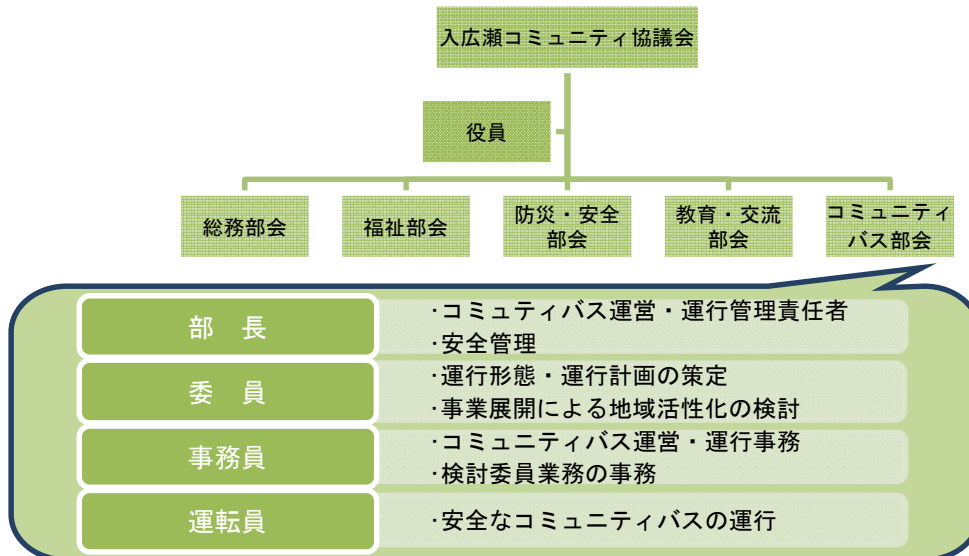 入広瀬コミュニティ協議会
役員
総務部会
福祉部会
防災・安全
部会
教育・交流
部会
コミュニティ
バス部会
部　長
・コミュティバス運営・運行管理責任者
・安全管理
委　員
・運行形態・運行計画の策定
・事業展開による地域活性化の検討
事務員
・コミュニティバス運営・運行事務
・検討委員業務の事務
運転員
・安全なコミュニティバスの運行